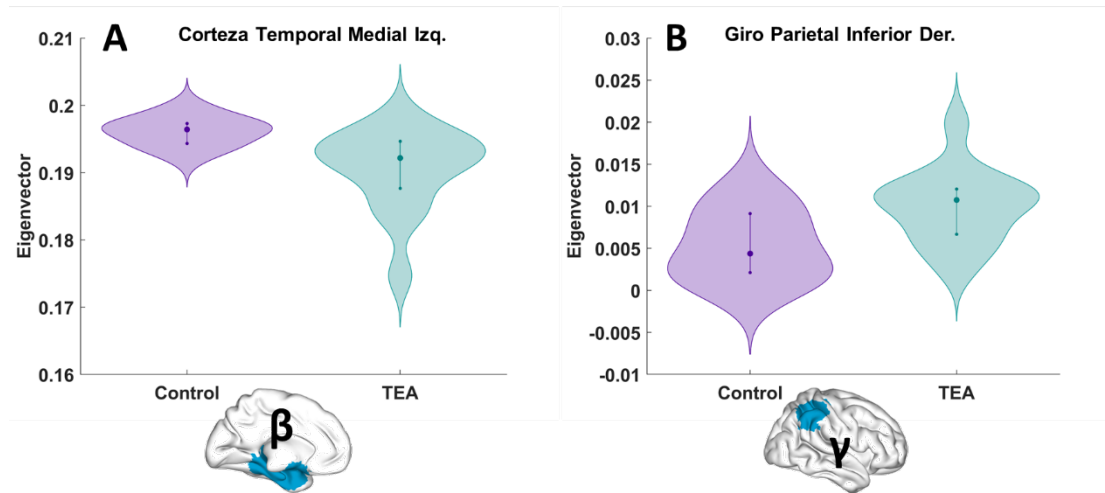 A
Corteza Temporal Medial Izq.
0.21
0.2
0.19
0.18
0.17
0.16
Eigenvector
Control
TEA
β
B
Giro Parietal Inferior Der.
0.03
0.025
0.02
0.015
0.01
0.005
0
-0.005
-0.01
Eigenvector
Control
TEA
γ